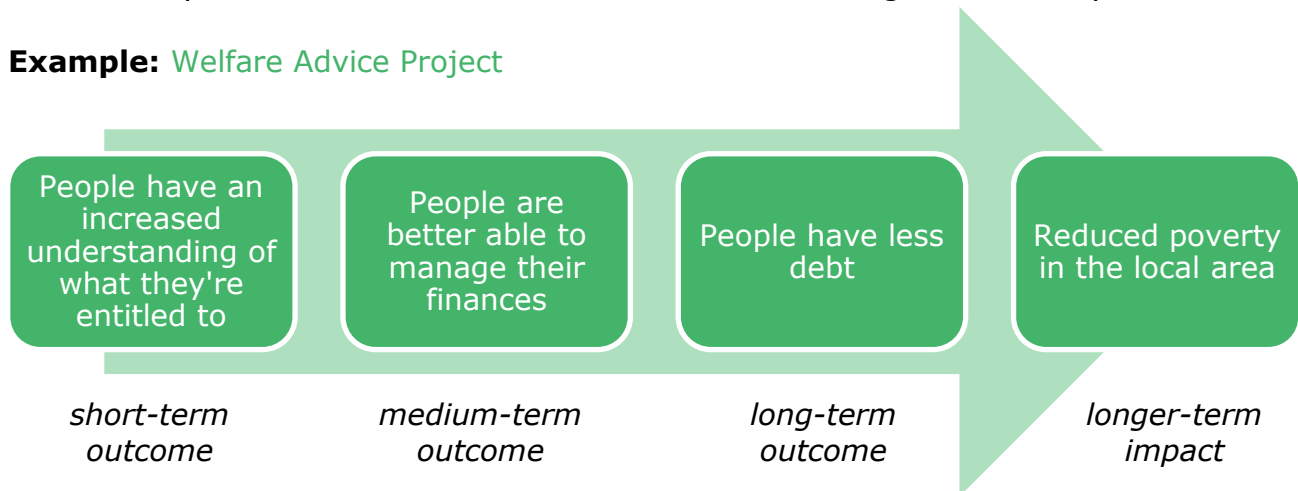 Example: Welfare Advice Project
People have an
increased
understanding of
what they're
entitled to
People are
better able to
manage their
finances
People have less
debt
Reduced poverty
in the local area
short-term
outcome
medium-term
outcome
long-term
outcome
longer-term
impact